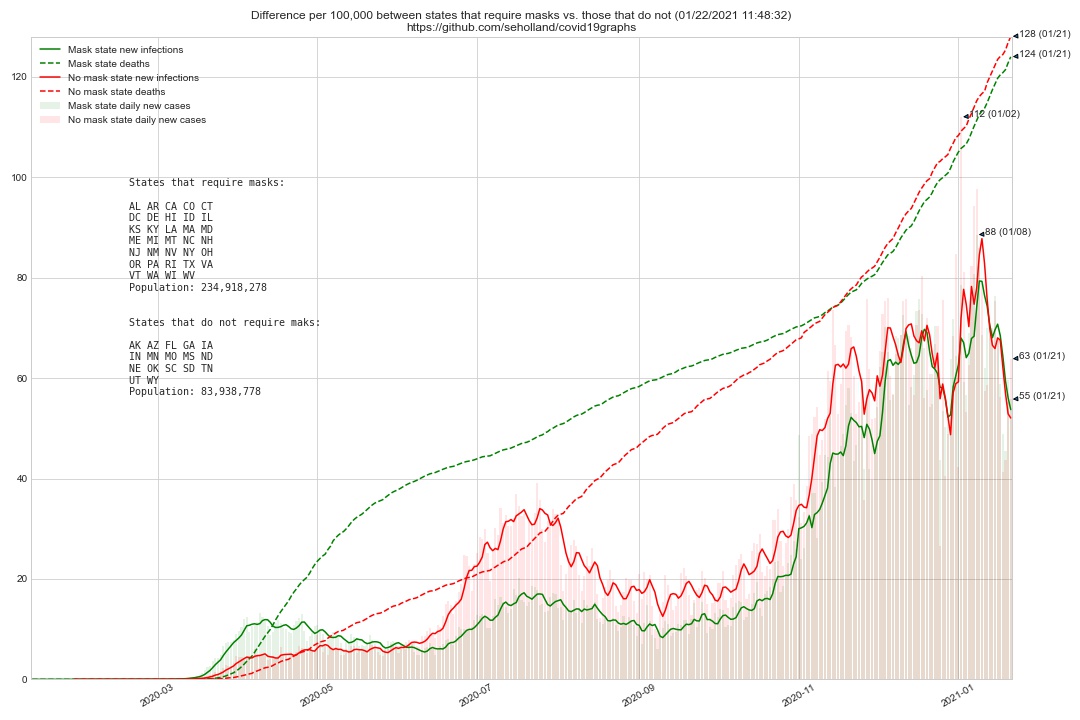 Difference per 100,000 between states that require masks vs. those that do not (01/22/2021 11:48:32)
https://github.com/seholland/covid19graphs
Mask state new infections
Mask state deaths
No mask state new infections
No mask state deaths
Mask state daily new cases
No mask state daily new cases
States that require masks:
AL AR CA CO CT
DC DE HI ID IL
KS KY LA MA MD
ME MI MT NC NH
NJ NM NV NY OH
OR PA RI TX VA
VT WA WI WV
Population: 234,918,278
States that do not require maks:
AK AZ FL GA IA
IN MN MO MS ND
NE OK SC SD TN
UT WY
Population: 83,938,778
128 (01/21)
124 (01/21)
112 (01/02)
88 (01/08)
63 (01/21)
55 (01/21)
120
100
80
60
40
20
0
2020-03
2020-05
2020-07
2020-09
2020-11
2021-01